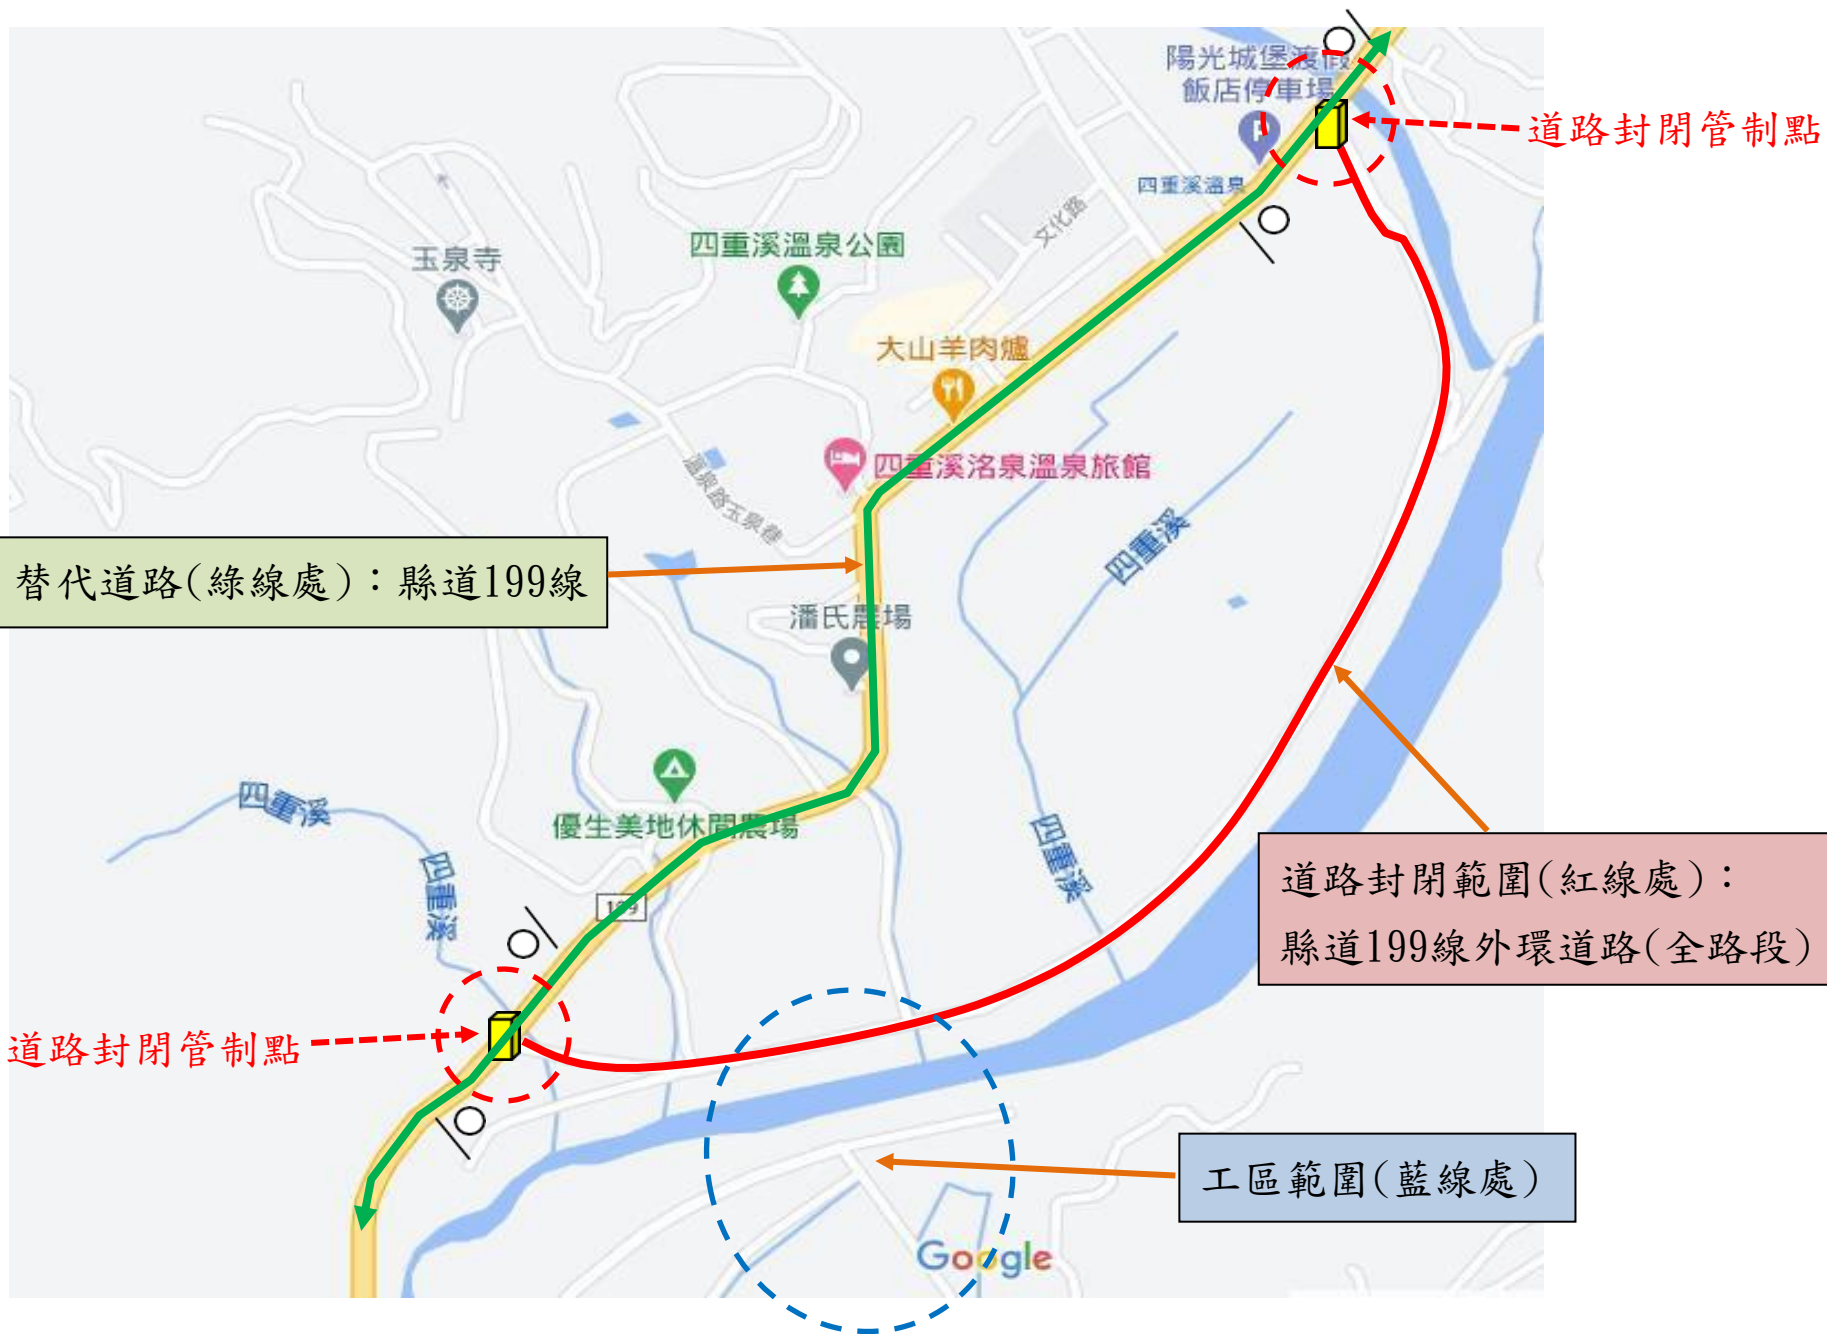 陽光城堡渡假
飯店停車場
P
道路封閉管制點
四重溪溫泉
文化路
四重溪溫泉公園
玉泉寺
大山羊肉爐
四重溪洺泉溫泉旅館
溫泉路玉泉巷
四重溪
替代道路(綠線處)：縣道199線
潘氏農場
四重溪
優生美地休閒農場
四重溪
四重溪
199
道路封閉範圍(紅線處)：
縣道199線外環道路(全路段)
道路封閉管制點
工區範圍(藍線處)
Google